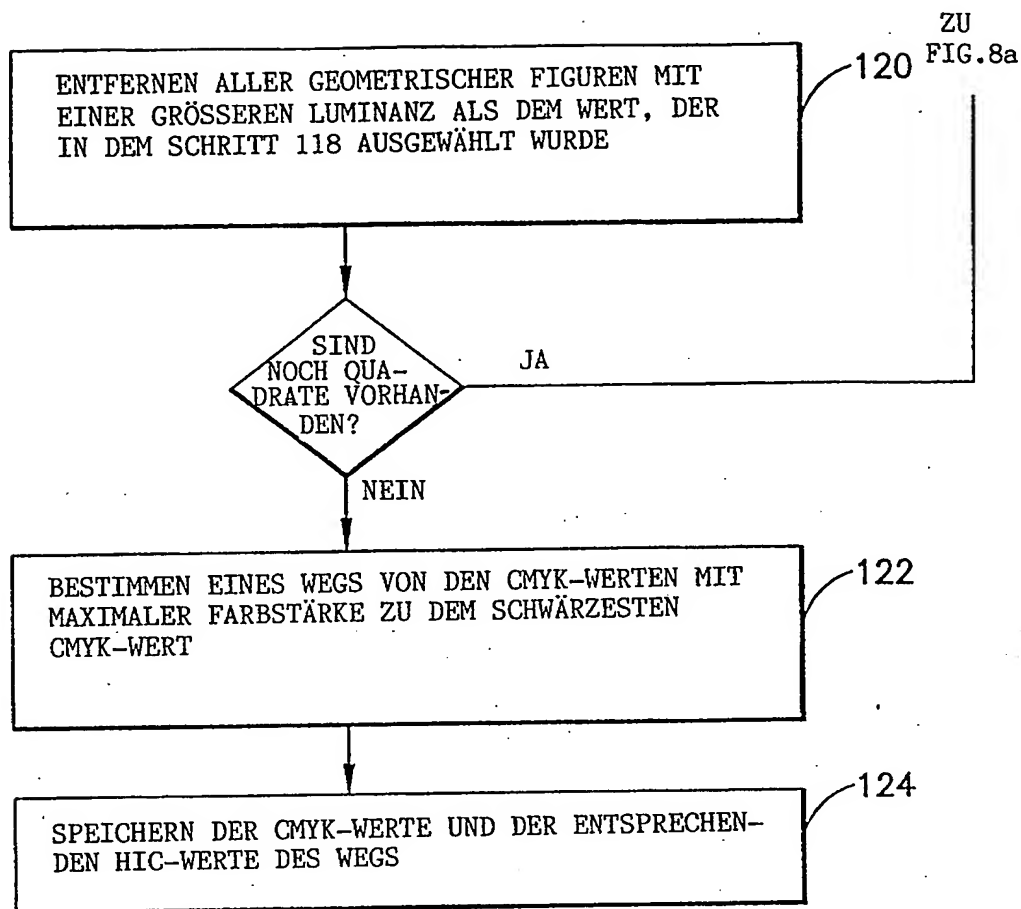 ZU
FIG.8a
120
ENTFERNEN ALLER GEOMETRISCHER FIGUREN MIT
EINER GRÖSSEREN LUMINANZ ALS DEM WERT, DER
IN DEM SCHRITT 118 AUSGEWÄHLT WURDE
SIND
NOCH QUA-
DRATE VORHAN-
DEN?
JA
NEIN
122
BESTIMMEN EINES WEGS VON DEN CMYK-WERTEN MIT
MAXIMALER FARBSTÄRKE ZU DEM SCHWÄRZESTEN
CMYK-WERT
124
SPEICHERN DER CMYK-WERTE UND DER ENTSPRECHEN-
DEN HIC-WERTE DES WEGS